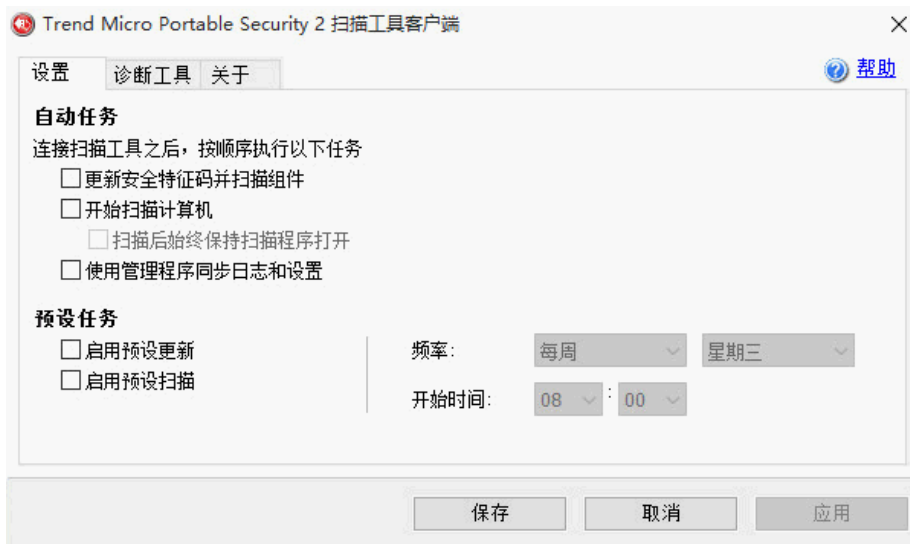 Trend Micro Portable Security 2 扫描工具客户端
设置 诊断工具 关于 帮助
自动任务
连接扫描工具之后，按顺序执行以下任务
更新安全特征码并扫描组件
开始扫描计算机
扫描后始终保持扫描程序打开
使用管理程序同步日志和设置
预设任务
启用预设更新 频率： 每周 星期三
启用预设扫描
开始时间： 08 : 00
保存 取消 应用